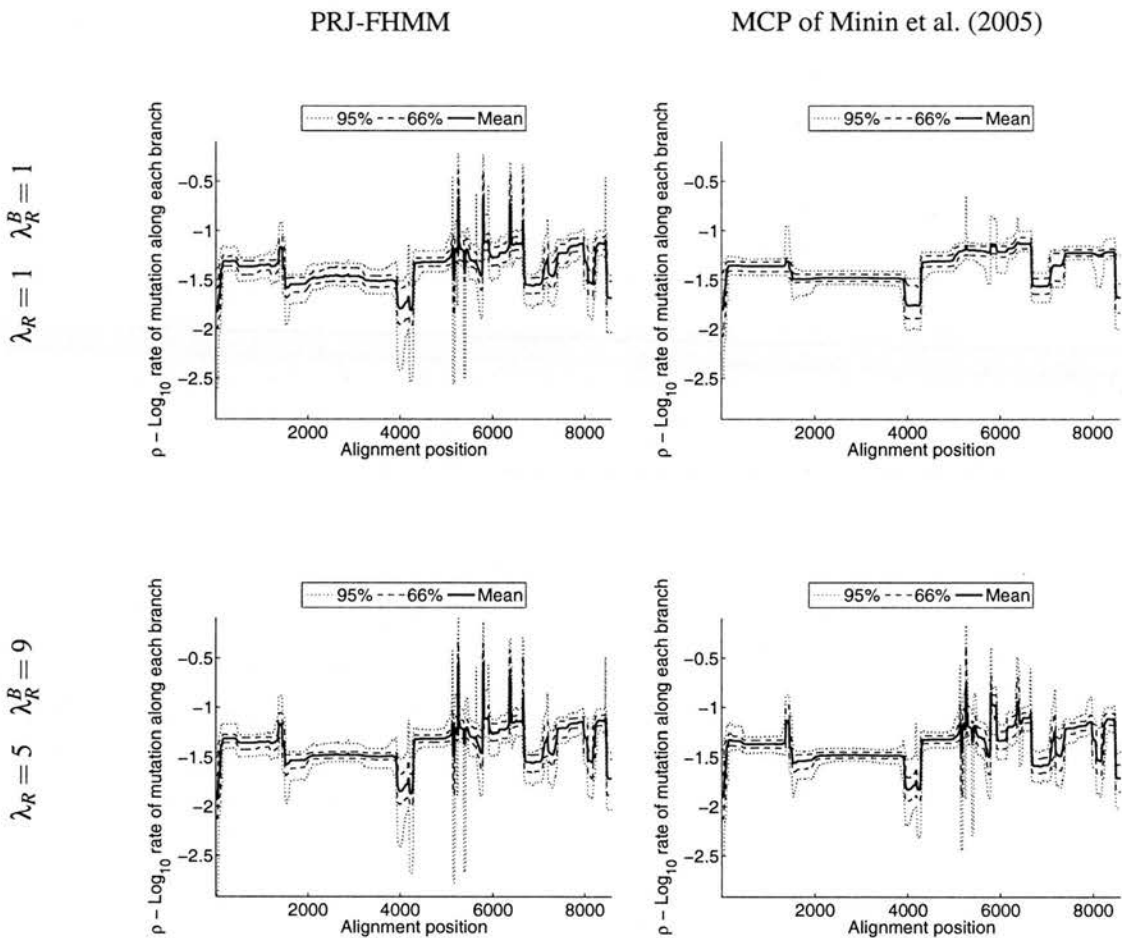 PRJ-FHMM
MCP of Minin et al. (2005)
λR = 1 λR^B = 1
95% 66% Mean
ρ − Log10 rate of mutation along each branch
−0.5
−1
−1.5
−2
−2.5
2000 4000 6000 8000
Alignment position
95% 66% Mean
ρ − Log10 rate of mutation along each branch
−0.5
−1
−1.5
−2
−2.5
2000 4000 6000 8000
Alignment position
λR = 5 λR^B = 9
95% 66% Mean
ρ − Log10 rate of mutation along each branch
−0.5
−1
−1.5
−2
−2.5
2000 4000 6000 8000
Alignment position
95% 66% Mean
ρ − Log10 rate of mutation along each branch
−0.5
−1
−1.5
−2
−2.5
2000 4000 6000 8000
Alignment position